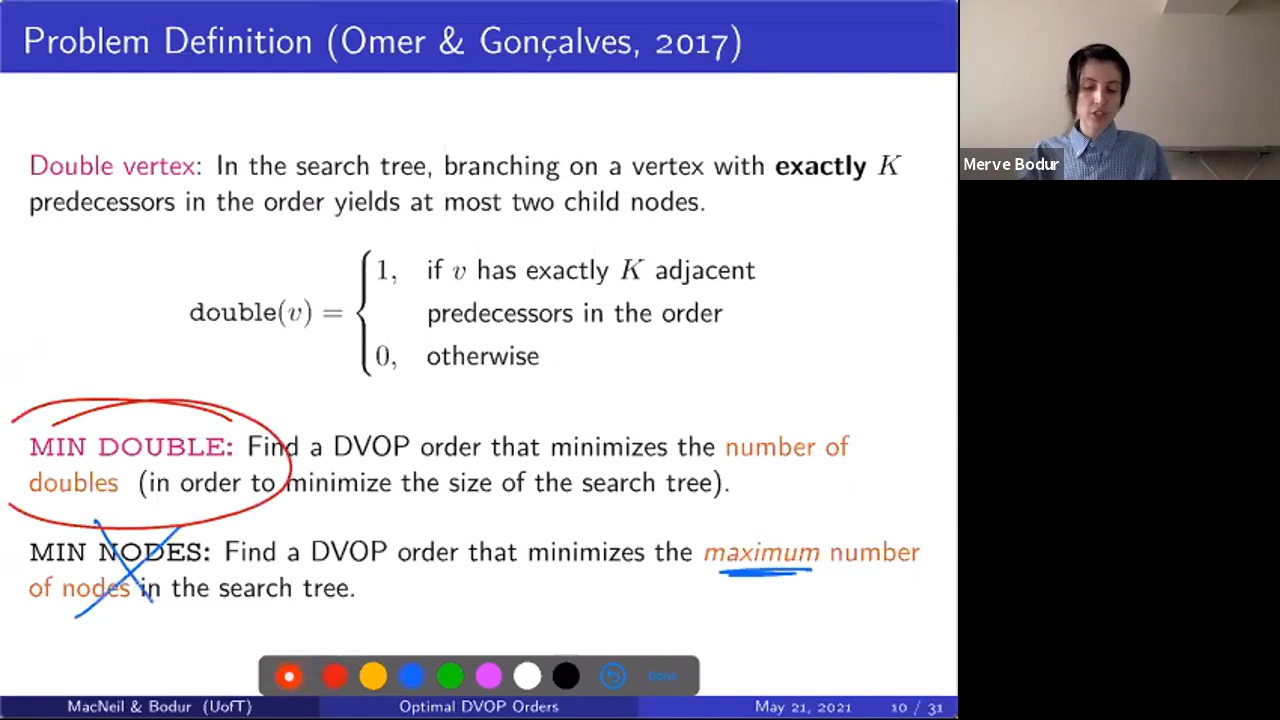 Problem Definition (Omer & Gonçalves, 2017)
Merve Bodur
Double vertex: In the search tree, branching on a vertex with exactly K
predecessors in the order yields at most two child nodes.
double(v) = { 1, if v has exactly K adjacent
predecessors in the order
0, otherwise
MIN DOUBLE: Find a DVOP order that minimizes the number of
doubles (in order to minimize the size of the search tree).
MIN NODES: Find a DVOP order that minimizes the maximum number
of nodes in the search tree.
Done
MacNeil & Bodur (UofT) Optimal DVOP Orders May 21, 2021 10 / 31